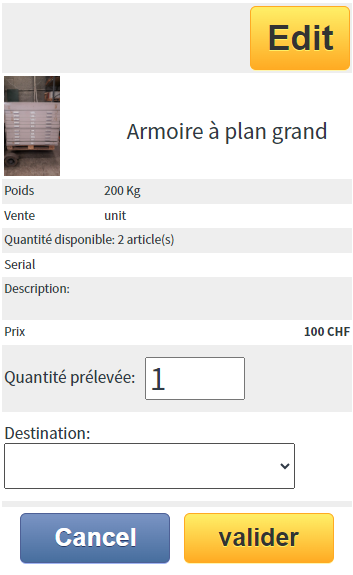 Edit
Armoire à plan grand
Poids 200 Kg
Vente unit
Quantité disponible: 2 article(s)
Serial
Description:
Prix 100 CHF
Quantité prélevée: 1
Destination:
Cancel valider